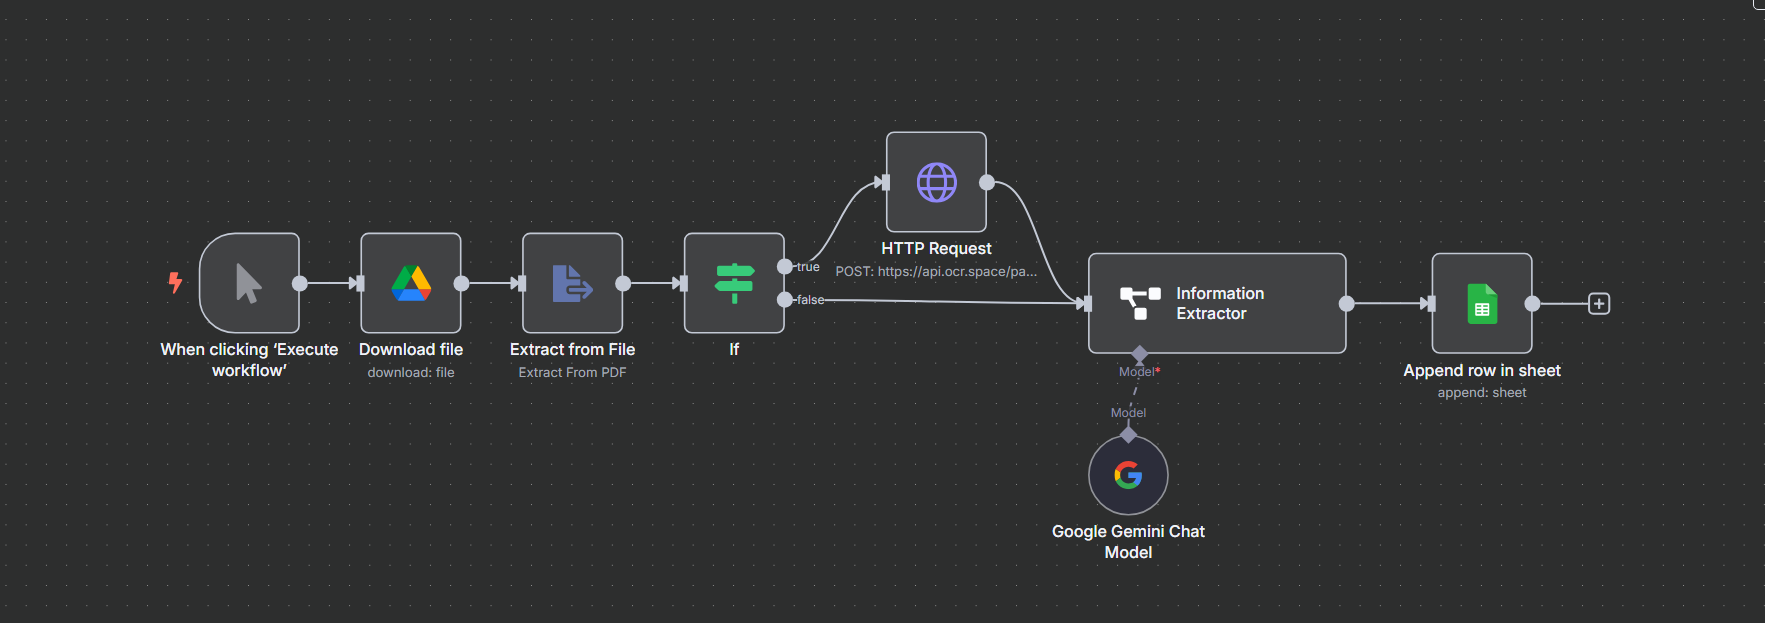 When clicking ‘Execute
workflow’
Download file
download: file
Extract from File
Extract From PDF
If
true
false
HTTP Request
POST: https://api.ocr.space/pa...
Information
Extractor
Model*
Model
Google Gemini Chat
Model
Append row in sheet
append: sheet